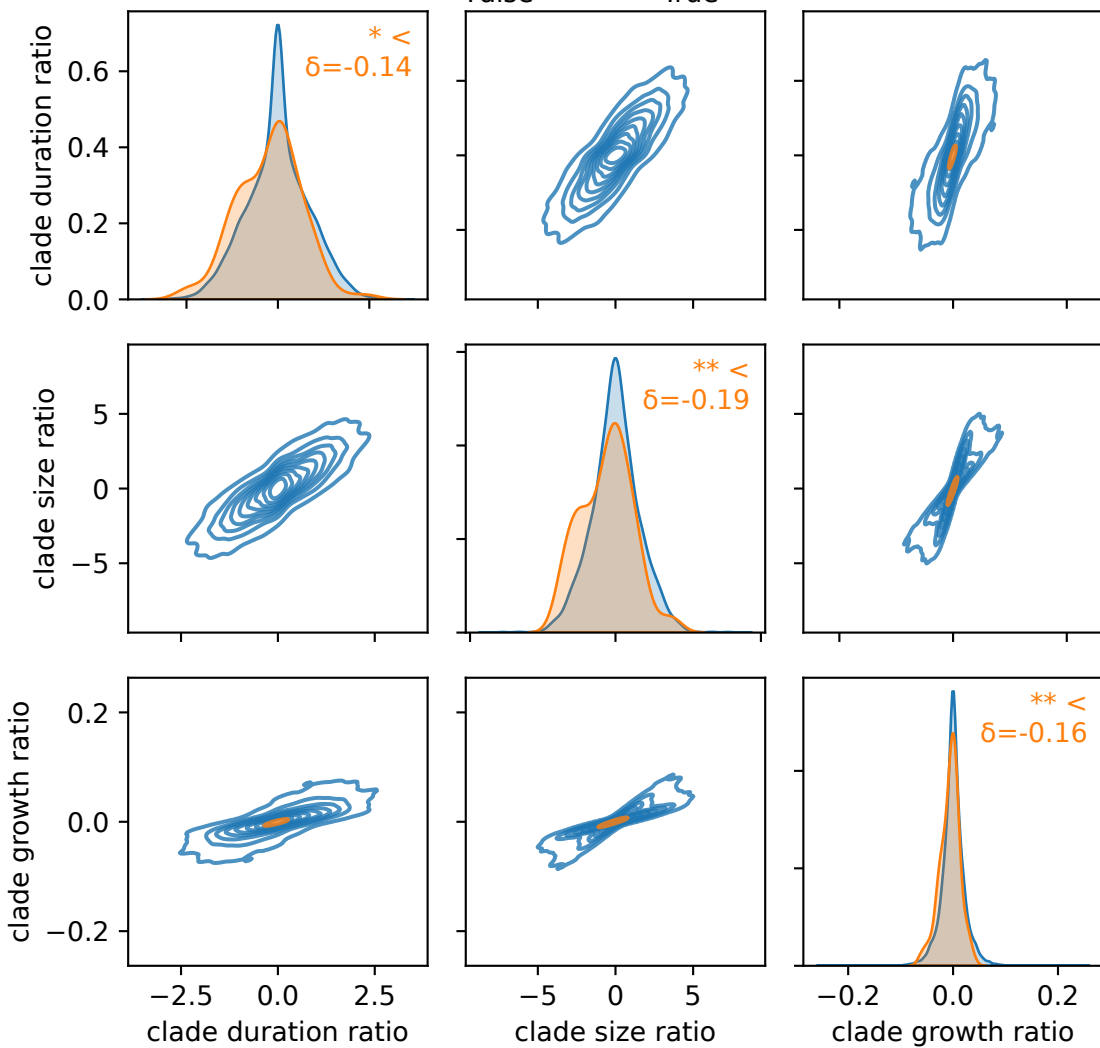 True
clade duration ratio
0.6
0.4
0.2
0.0
* <
δ=-0.14
clade size ratio
5
0
−5
** <
δ=-0.19
clade growth ratio
0.2
0.0
−0.2
** <
δ=-0.16
−2.5
0.0
2.5
−5
0
5
−0.2
0.0
0.2
clade duration ratio
clade size ratio
clade growth ratio